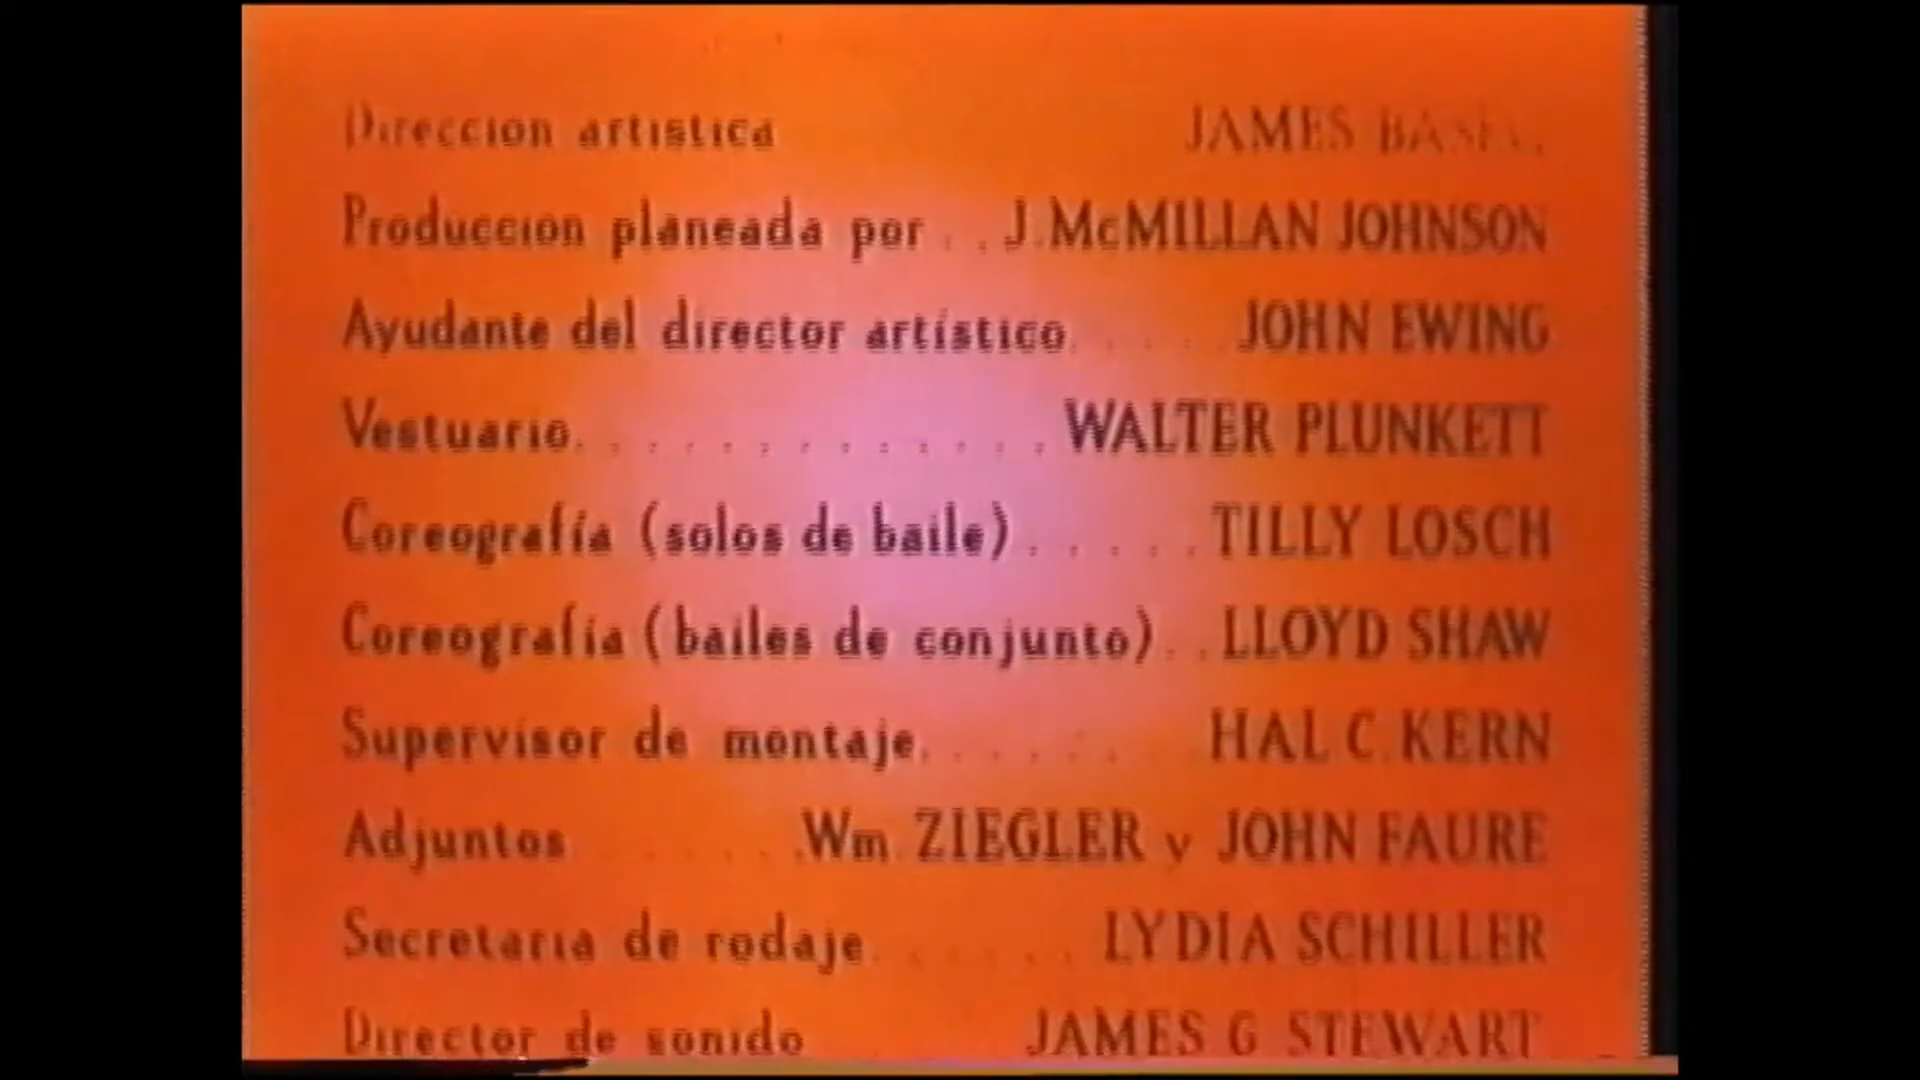 Direccion artistica JAMES
Produccion planeada por . . J. McMILLAN JOHNSON
Ayudante del director artístico. . . . . JOHN EWING
Vestuario. . . . . . . . . . . . WALTER PLUNKETT
Coreografía (solos de baile) . . . . . TILLY LOSCH
Coreografía (bailes de conjunto) . . LLOYD SHAW
Supervisor de montaje. . . . . . . . HAL C. KERN
Adjuntos . . . . . . Wm. ZIEGLER y JOHN FAURE
Secretaria de rodaje . . . . . . LYDIA SCHILLER
Director de sonido JAMES G. STEWART